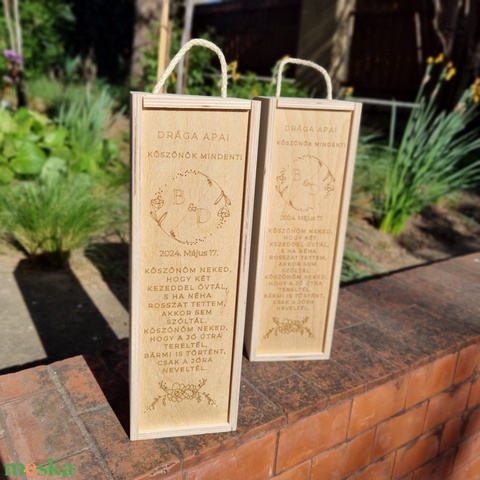 DRÁGA APAI
KÖSZÖNÖK MINDENT!
B & D
2024. Május 17.
KÖSZÖNÖM NEKED,
HOGY KÉT
KEZEDDEL ÓVTÁL,
S HA NÉHA
ROSSZAT TETTEM,
AKKOR SEM
SZÓLTÁL.
KÖSZÖNÖM NEKED,
HOGY A JÓ ÚTRA
TERELTÉL,
BÁRMI IS TÖRTÉNT,
CSAK A JÓRA
NEVELTÉL.
DRÁGA APAI
KÖSZÖNÖK MINDENT!
B & D
2024. Május 17.
KÖSZÖNÖM NEKED,
HOGY KÉT
KEZEDDEL ÓVTÁL,
S HA NÉHA
ROSSZAT TETTEM,
AKKOR SEM
SZÓLTÁL.
KÖSZÖNÖM NEKED,
HOGY A JÓ ÚTRA
TERELTÉL,
BÁRMI IS TÖRTÉNT,
CSAK A JÓRA
NEVELTÉL.
meska